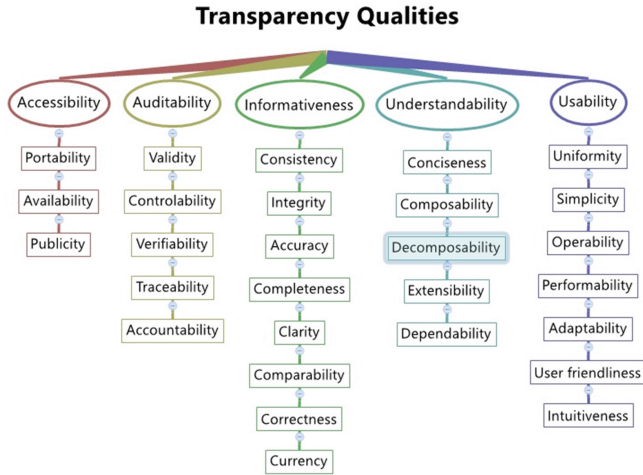 Transparency Qualities
Accessibility
Portability
Availability
Publicity
Auditability
Validity
Controlability
Verifiability
Traceability
Accountability
Informativeness
Consistency
Integrity
Accuracy
Completeness
Clarity
Comparability
Correctness
Currency
Understandability
Conciseness
Composability
Decomposability
Extensibility
Dependability
Usability
Uniformity
Simplicity
Operability
Performability
Adaptability
User friendliness
Intuitiveness